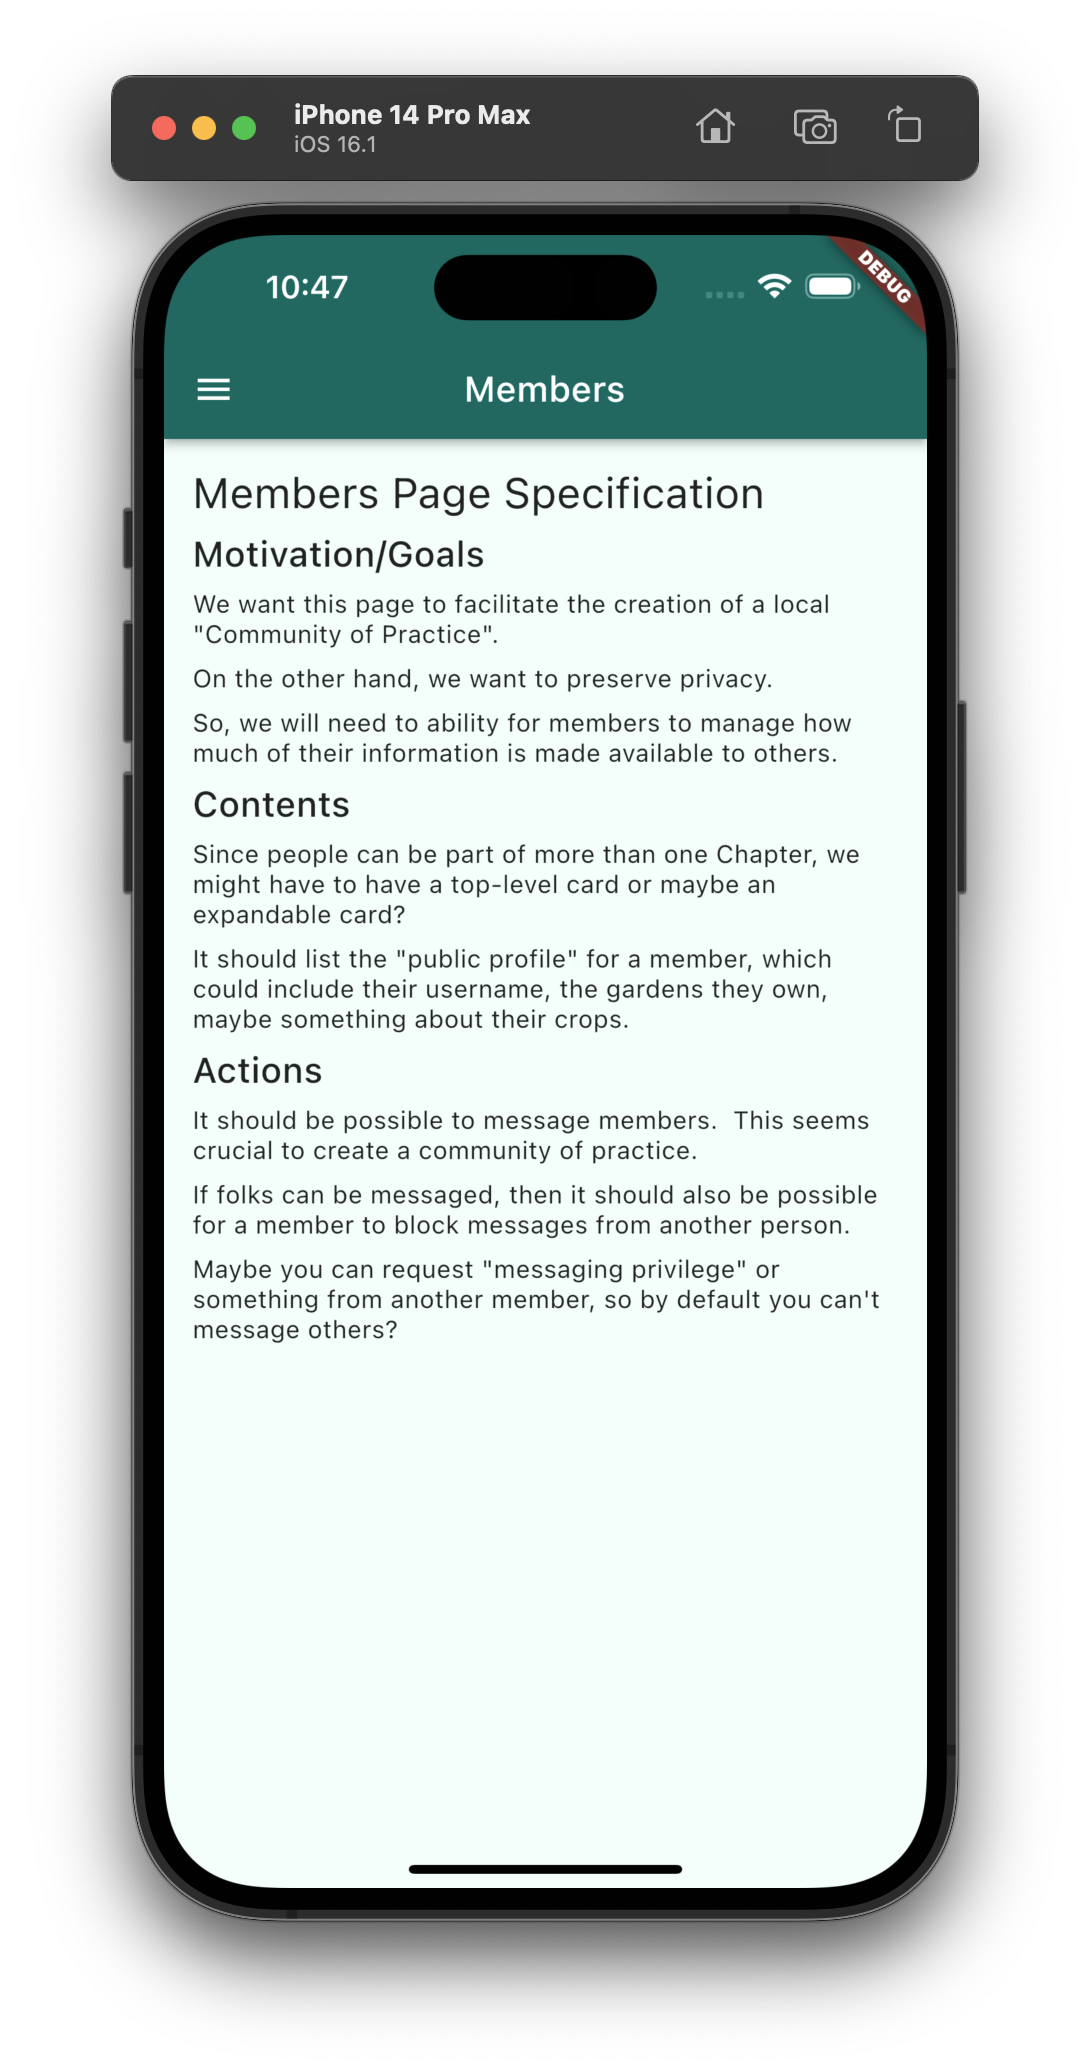 iPhone 14 Pro Max
iOS 16.1
10:47
DEBUG
Members
Members Page Specification
Motivation/Goals
We want this page to facilitate the creation of a local
"Community of Practice".
On the other hand, we want to preserve privacy.
So, we will need to ability for members to manage how
much of their information is made available to others.
Contents
Since people can be part of more than one Chapter, we
might have to have a top-level card or maybe an
expandable card?
It should list the "public profile" for a member, which
could include their username, the gardens they own,
maybe something about their crops.
Actions
It should be possible to message members.  This seems
crucial to create a community of practice.
If folks can be messaged, then it should also be possible
for a member to block messages from another person.
Maybe you can request "messaging privilege" or
something from another member, so by default you can't
message others?